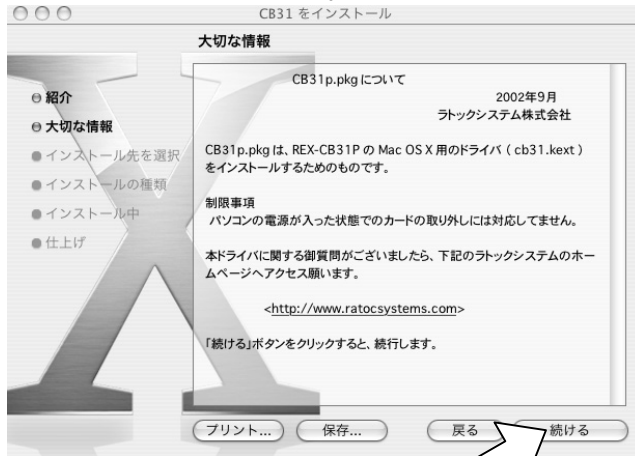 CB31 をインストール
大切な情報
紹介
大切な情報
インストール先を選択
インストールの種類
インストール中
仕上げ
CB31p.pkg について
2002年9月
ラトックシステム株式会社
CB31p.pkg は、REX-CB31P の Mac OS X 用のドライバ（ cb31.kext ）
をインストールするためのものです。
制限事項
パソコンの電源が入った状態でのカードの取り外しには対応してません。
本ドライバに関する御質問がございましたら、下記のラトックシステムのホー
ムページへアクセス願います。
<http://www.ratocsystems.com>
「続ける」ボタンをクリックすると、続行します。
プリント...
保存...
戻る
続ける